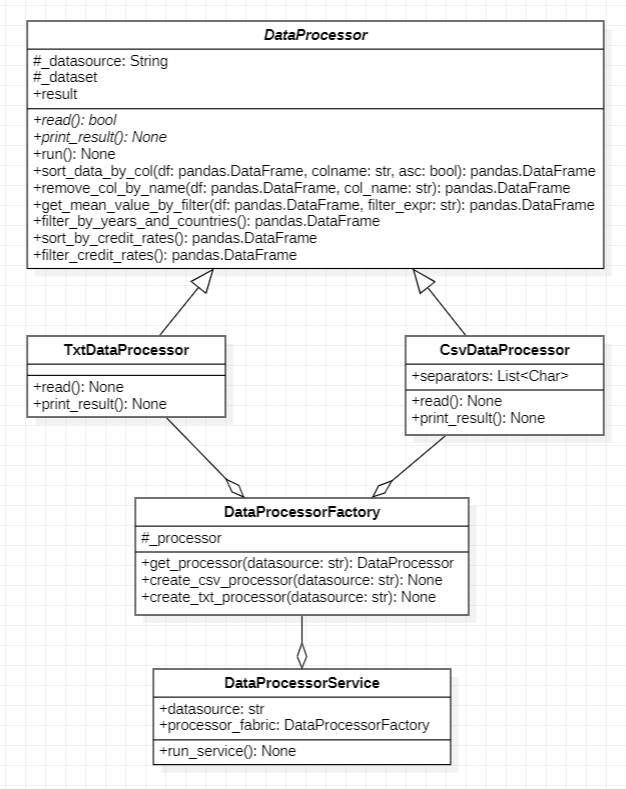 DataProcessor
#_datasource: String
#_dataset
+result
+read(): bool
+print_result(): None
+run(): None
+sort_data_by_col(df: pandas.DataFrame, colname: str, asc: bool): pandas.DataFrame
+remove_col_by_name(df: pandas.DataFrame, col_name: str): pandas.DataFrame
+get_mean_value_by_filter(df: pandas.DataFrame, filter_expr: str): pandas.DataFrame
+filter_by_years_and_countries(): pandas.DataFrame
+sort_by_credit_rates(): pandas.DataFrame
+filter_credit_rates(): pandas.DataFrame
TxtDataProcessor
+read(): None
+print_result(): None
CsvDataProcessor
+separators: List<Char>
+read(): None
+print_result(): None
DataProcessorFactory
#_processor
+get_processor(datasource: str): DataProcessor
+create_csv_processor(datasource: str): None
+create_txt_processor(datasource: str): None
DataProcessorService
+datasource: str
+processor_fabric: DataProcessorFactory
+run_service(): None